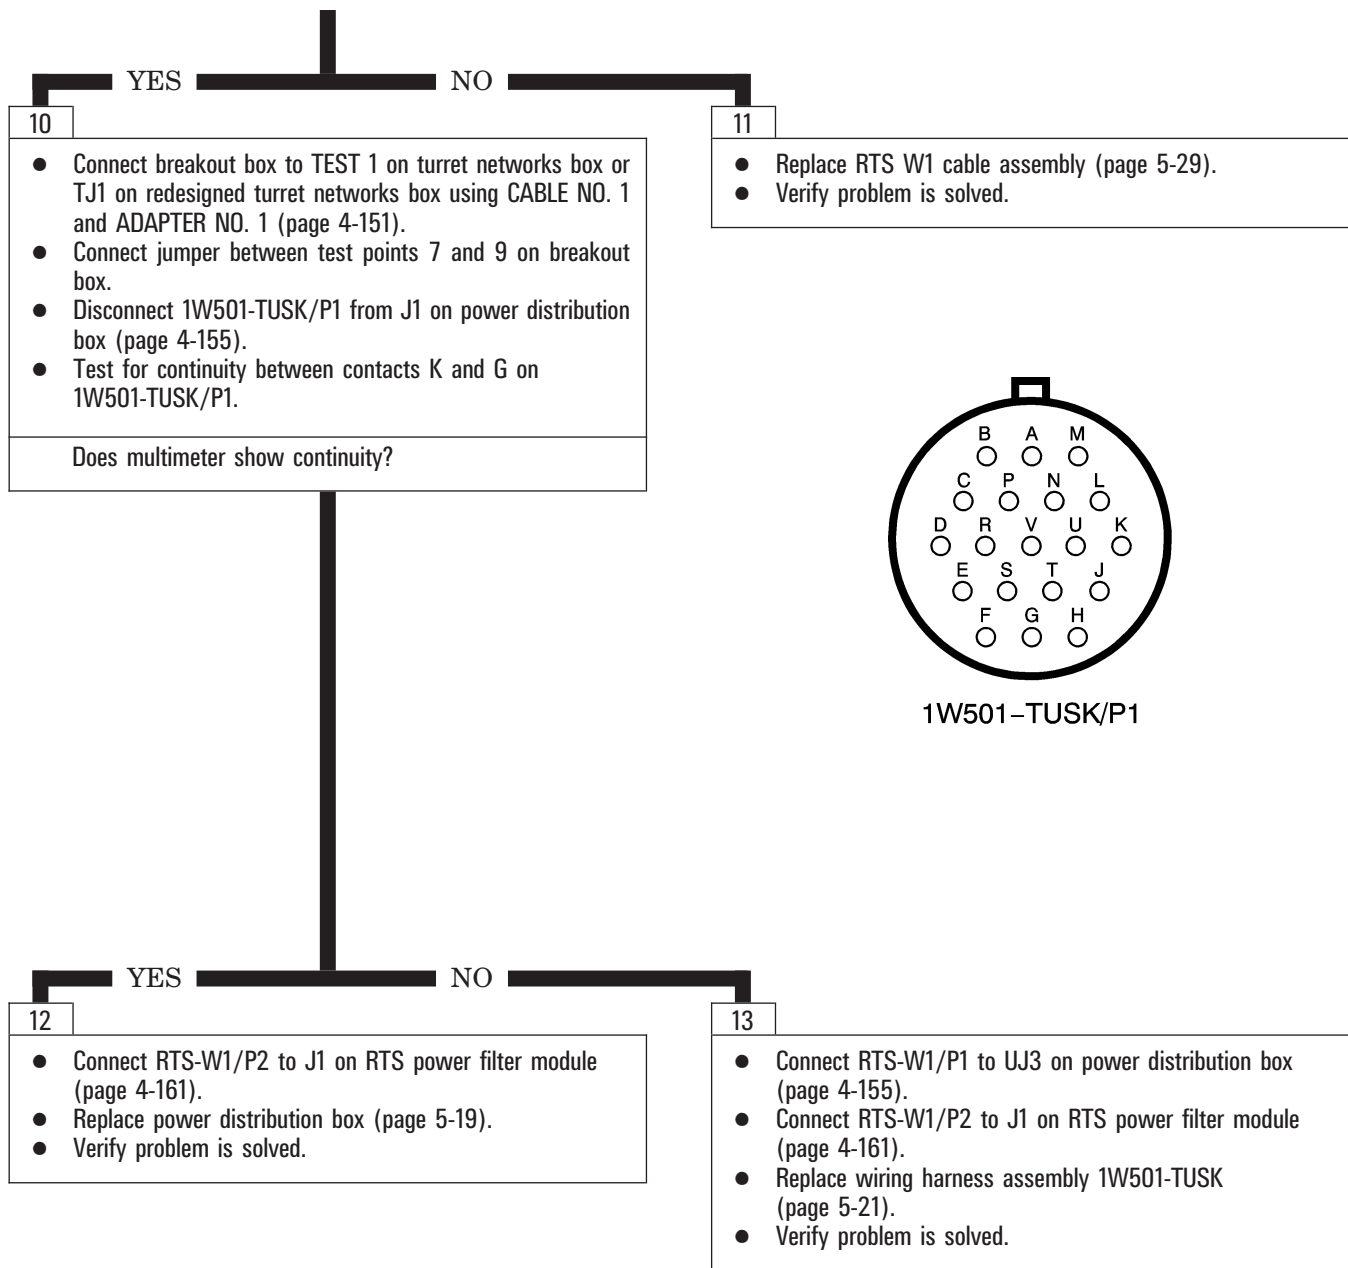 YES NO
10
● Connect breakout box to TEST 1 on turret networks box or
TJ1 on redesigned turret networks box using CABLE NO. 1
and ADAPTER NO. 1 (page 4-151).
● Connect jumper between test points 7 and 9 on breakout
box.
● Disconnect 1W501-TUSK/P1 from J1 on power distribution
box (page 4-155).
● Test for continuity between contacts K and G on
1W501-TUSK/P1.
Does multimeter show continuity?
11
● Replace RTS W1 cable assembly (page 5-29).
● Verify problem is solved.
B A M
C P N L
D R V U K
E S T J
F G H
1W501–TUSK/P1
YES NO
12
● Connect RTS-W1/P2 to J1 on RTS power filter module
(page 4-161).
● Replace power distribution box (page 5-19).
● Verify problem is solved.
13
● Connect RTS-W1/P1 to UJ3 on power distribution box
(page 4-155).
● Connect RTS-W1/P2 to J1 on RTS power filter module
(page 4-161).
● Replace wiring harness assembly 1W501-TUSK
(page 5-21).
● Verify problem is solved.